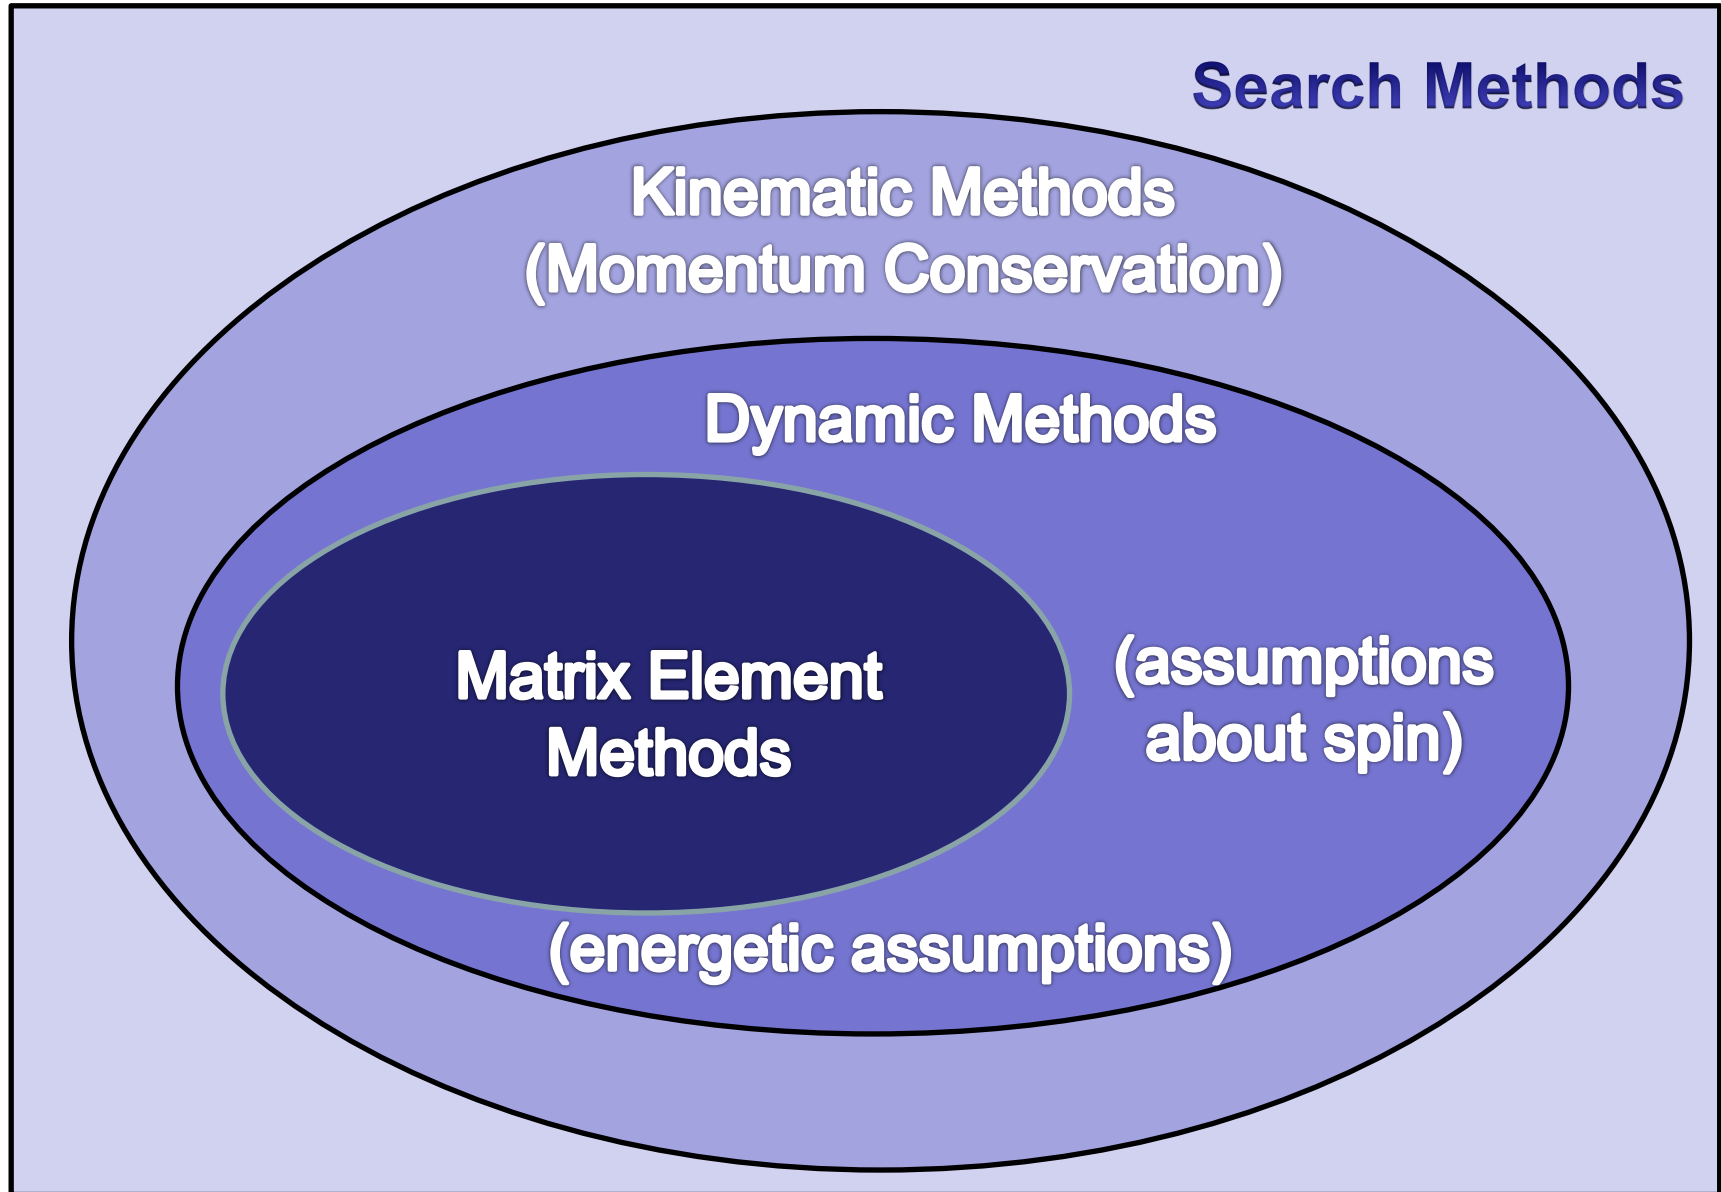 Search Methods
Kinematic Methods
(Momentum Conservation)
Dynamic Methods
Matrix Element
Methods
(assumptions
about spin)
(energetic assumptions)